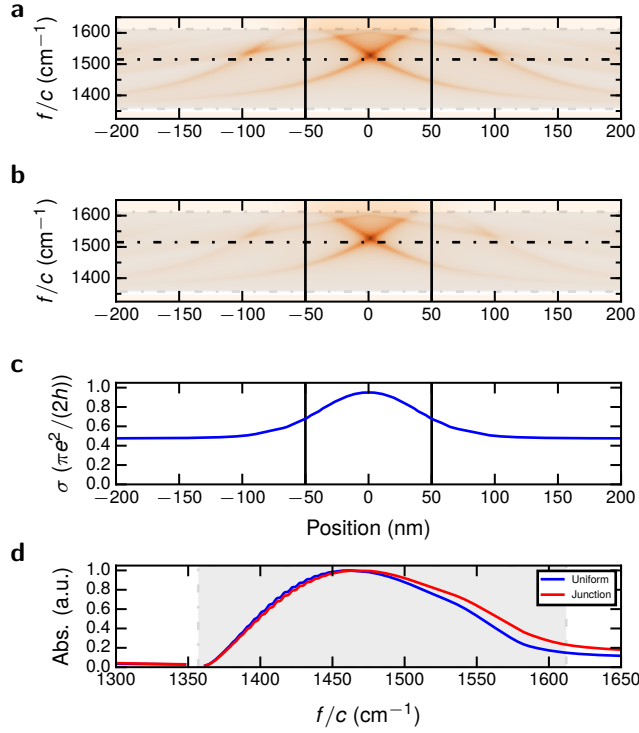 a
f/c (cm⁻¹)
1600
1500
1400
−200 −150 −100 −50 0 50 100 150 200
b
f/c (cm⁻¹)
1600
1500
1400
−200 −150 −100 −50 0 50 100 150 200
c
σ (πe²/(2h))
1.0
0.8
0.6
0.4
0.2
0.0
−200 −150 −100 −50 0 50 100 150 200
Position (nm)
d
Abs. (a.u.)
1.0
0.8
0.6
0.4
0.2
0.0
Uniform
Junction
1300 1350 1400 1450 1500 1550 1600 1650
f/c (cm⁻¹)